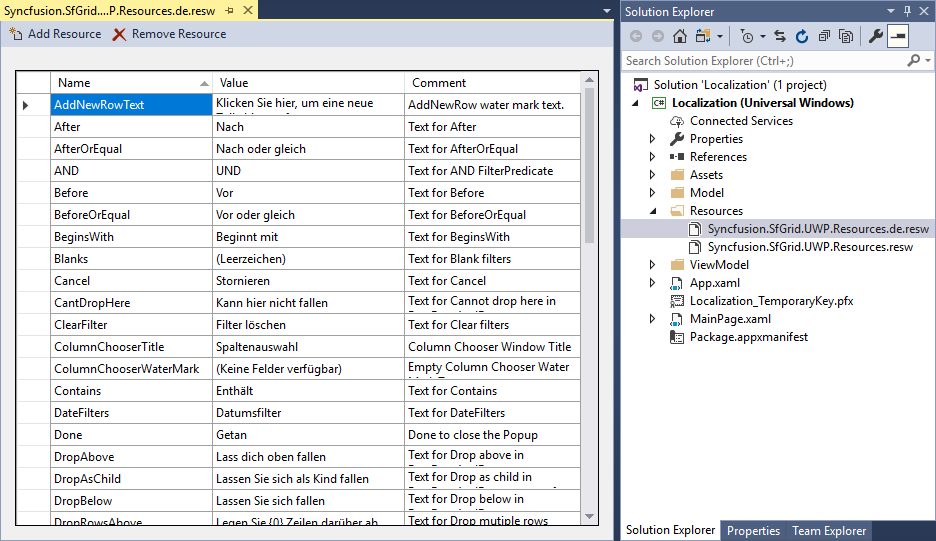 Syncfusion.SfGrid....P.Resources.de.resw
Add Resource Remove Resource
Name Value Comment
AddNewRowText Klicken Sie hier, um eine neue AddNewRow water mark text.
After Nach Text for After
AfterOrEqual Nach oder gleich Text for AfterOrEqual
AND UND Text for AND FilterPredicate
Before Vor Text for Before
BeforeOrEqual Vor oder gleich Text for BeforeOrEqual
BeginsWith Beginnt mit Text for BeginsWith
Blanks (Leerzeichen) Text for Blank filters
Cancel Stornieren Text for Cancel
CantDropHere Kann hier nicht fallen Text for Cannot drop here in
ClearFilter Filter löschen Text for Clear filters
ColumnChooserTitle Spaltenauswahl Column Chooser Window Title
ColumnChooserWaterMark (Keine Felder verfügbar) Empty Column Chooser Water
Contains Enthält Text for Contains
DateFilters Datumsfilter Text for DateFilters
Done Getan Done to close the Popup
DropAbove Lass dich oben fallen Text for Drop above in
DropAsChild Lassen Sie sich als Kind fallen Text for Drop as child in
DropBelow Lassen Sie sich fallen Text for Drop below in
DropRowsAbove Legen Sie {0} Zeilen darüber ab Text for Drop mutiple rows
Solution Explorer
Search Solution Explorer (Ctrl+;)
Solution 'Localization' (1 project)
C# Localization (Universal Windows)
Connected Services
Properties
References
Assets
Model
Resources
Syncfusion.SfGrid.UWP.Resources.de.resw
Syncfusion.SfGrid.UWP.Resources.resw
ViewModel
App.xaml
Localization_TemporaryKey.pfx
MainPage.xaml
Package.appxmanifest
Solution Explorer Properties Team Explorer